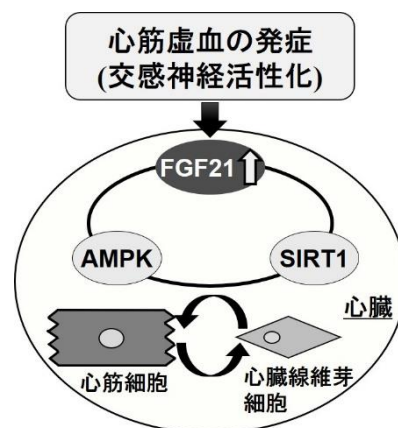 心筋虚血の発症
(交感神経活性化)
FGF21
AMPK
SIRT1
心臓
心筋細胞
心臓線維芽
細胞